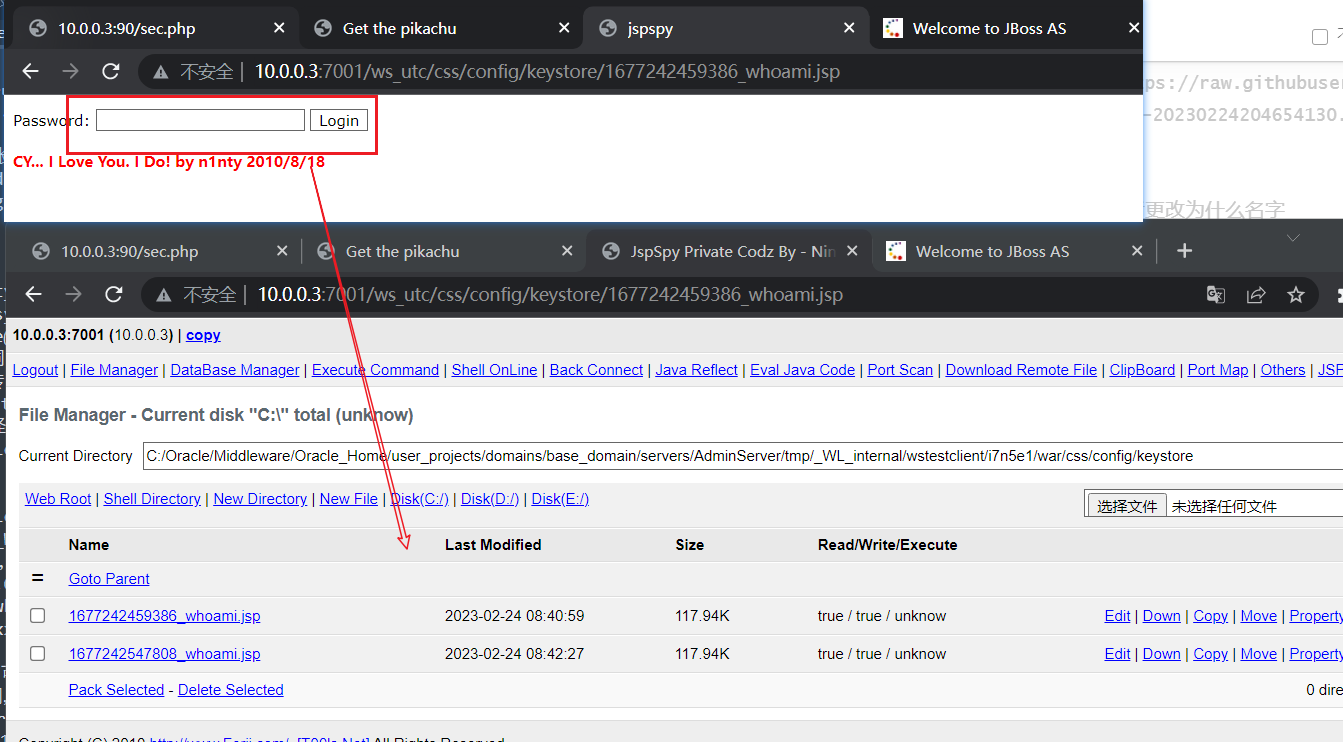 10.0.0.3:90/sec.php Get the pikachu jspspy Welcome to JBoss AS
不安全 10.0.0.3:7001/ws_utc/css/config/keystore/1677242459386_whoami.jsp
Password: Login
CY... I Love You. I Do! by n1nty 2010/8/18
ps://raw.githubuser
-20230224204654130.
更改为什么名字
10.0.0.3:90/sec.php Get the pikachu JspSpy Private Codz By - Nin Welcome to JBoss AS
不安全 10.0.0.3:7001/ws_utc/css/config/keystore/1677242459386_whoami.jsp
10.0.0.3:7001 (10.0.0.3) | copy
Logout | File Manager | DataBase Manager | Execute Command | Shell OnLine | Back Connect | Java Reflect | Eval Java Code | Port Scan | Download Remote File | ClipBoard | Port Map | Others | JSP
File Manager - Current disk "C:\" total (unknow)
Current Directory C:/Oracle/Middleware/Oracle_Home/user_projects/domains/base_domain/servers/AdminServer/tmp/_WL_internal/wstestclient/i7n5e1/war/css/config/keystore
Web Root | Shell Directory | New Directory | New File | Disk(C:/) | Disk(D:/) | Disk(E:/) 选择文件 未选择任何文件
Name Last Modified Size Read/Write/Execute
= Goto Parent
1677242459386_whoami.jsp 2023-02-24 08:40:59 117.94K true / true / unknow Edit | Down | Copy | Move | Property
1677242547808_whoami.jsp 2023-02-24 08:42:27 117.94K true / true / unknow Edit | Down | Copy | Move | Property
Pack Selected - Delete Selected 0 dire